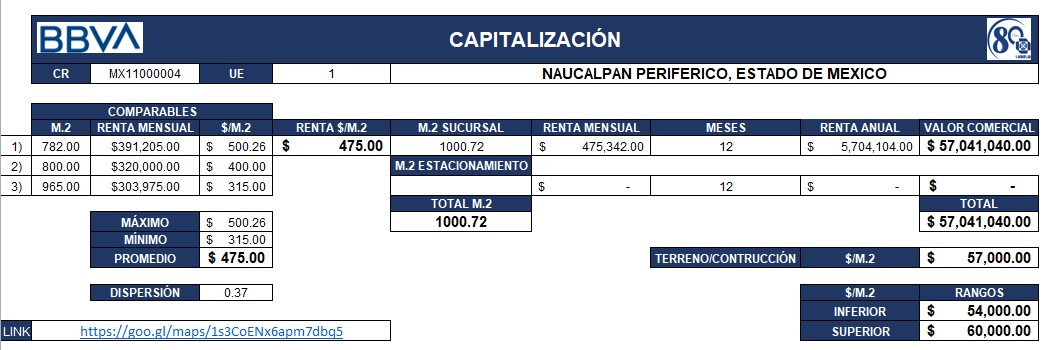 BBVA CAPITALIZACIÓN 80
CR MX11000004 UE 1 NAUCALPAN PERIFERICO, ESTADO DE MEXICO
COMPARABLES
M.2 RENTA MENSUAL $/M.2 RENTA $/M.2 M.2 SUCURSAL RENTA MENSUAL MESES RENTA ANUAL VALOR COMERCIAL
1) 782.00 $391,205.00 $ 500.26 $ 475.00 1000.72 $ 475,342.00 12 $ 5,704,104.00 $ 57,041,040.00
2) 800.00 $320,000.00 $ 400.00 M.2 ESTACIONAMIENTO
3) 965.00 $303,975.00 $ 315.00 $ - 12 $ - $ -
TOTAL M.2 TOTAL
MÁXIMO $ 500.26 1000.72 $ 57,041,040.00
MÍNIMO $ 315.00
PROMEDIO $ 475.00 TERRENO/CONTRUCCIÓN $/M.2 $ 57,000.00
DISPERSIÓN 0.37 $/M.2 RANGOS
INFERIOR $ 54,000.00
LINK https://goo.gl/maps/1s3CoENx6apm7dbq5 SUPERIOR $ 60,000.00